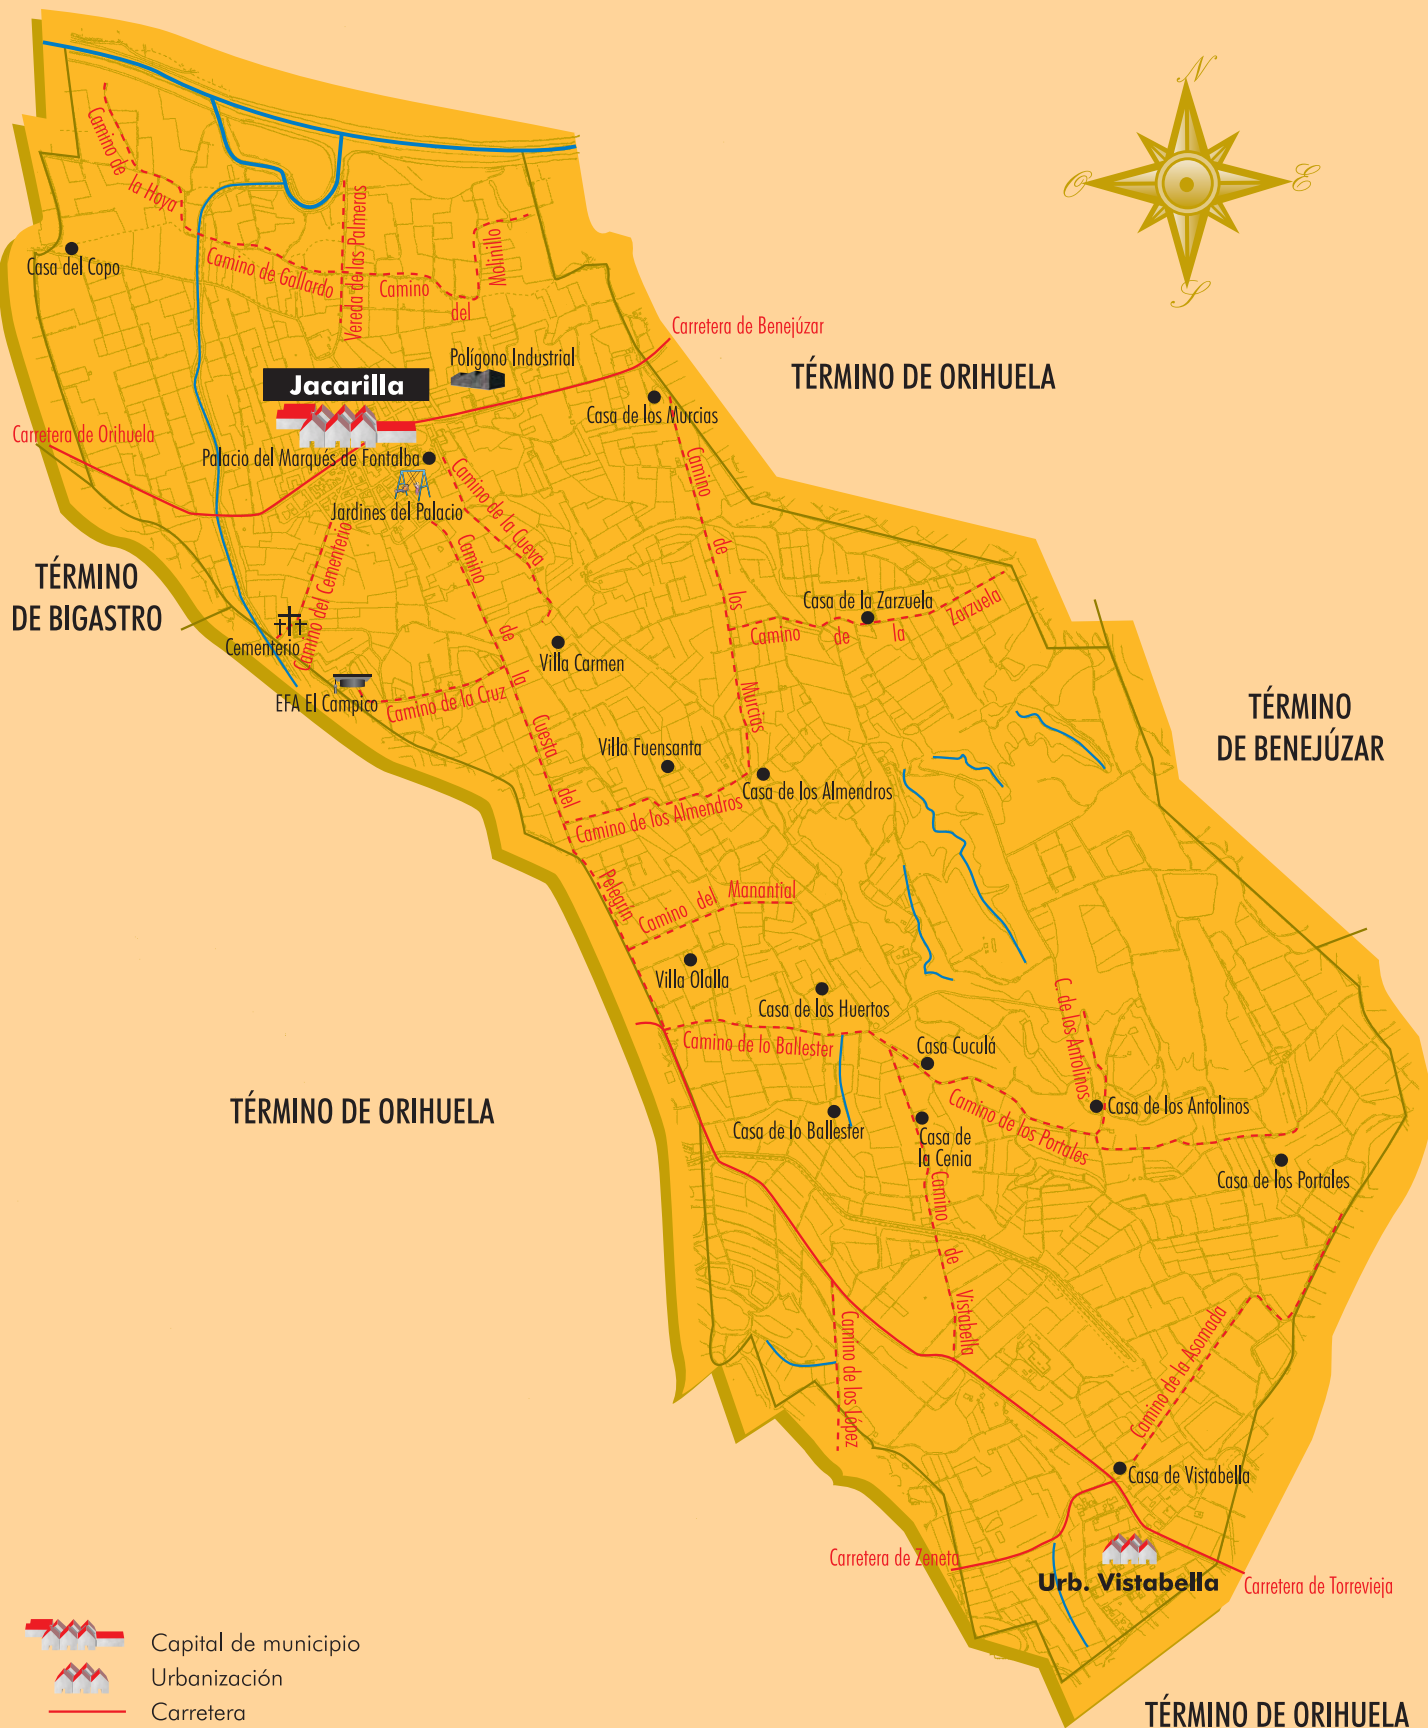 N
O
E
S
Camino de la Hoya
Casa del Copo
Camino de Gallardo
Vereda de las Palmeras
Camino del Molinillo
Carretera de Benejúzar
Polígono Industrial
TÉRMINO DE ORIHUELA
Jacarilla
Casa de los Murcias
Carretera de Orihuela
Palacio del Marqués de Fontalba
Jardines del Palacio
Camino de la Cueva
Camino de los Murcias
Camino del Cementerio
Camino de la Cuesta del Pelegrín
TÉRMINO
DE BIGASTRO
Casa de la Zarzuela
Camino de la Zarzuela
Cementerio
Villa Carmen
EFA El Campico
Camino de la Cruz
TÉRMINO
DE BENEJÚZAR
Villa Fuensanta
Casa de los Almendros
Camino de los Almendros
Camino del Manantial
Villa Olalla
Casa de los Huertos
C. de los Antolinos
Camino de lo Ballester
Casa Cuculá
TÉRMINO DE ORIHUELA
Casa de los Antolinos
Camino de los Portales
Casa de lo Ballester
Casa de
la Cenia
Casa de los Portales
Camino de Vistabella
Camino de los López
Camino de la Asomada
Casa de Vistabella
Carretera de Zeneta
Urb. Vistabella
Carretera de Torrevieja
Capital de municipio
Urbanización
Carretera
TÉRMINO DE ORIHUELA